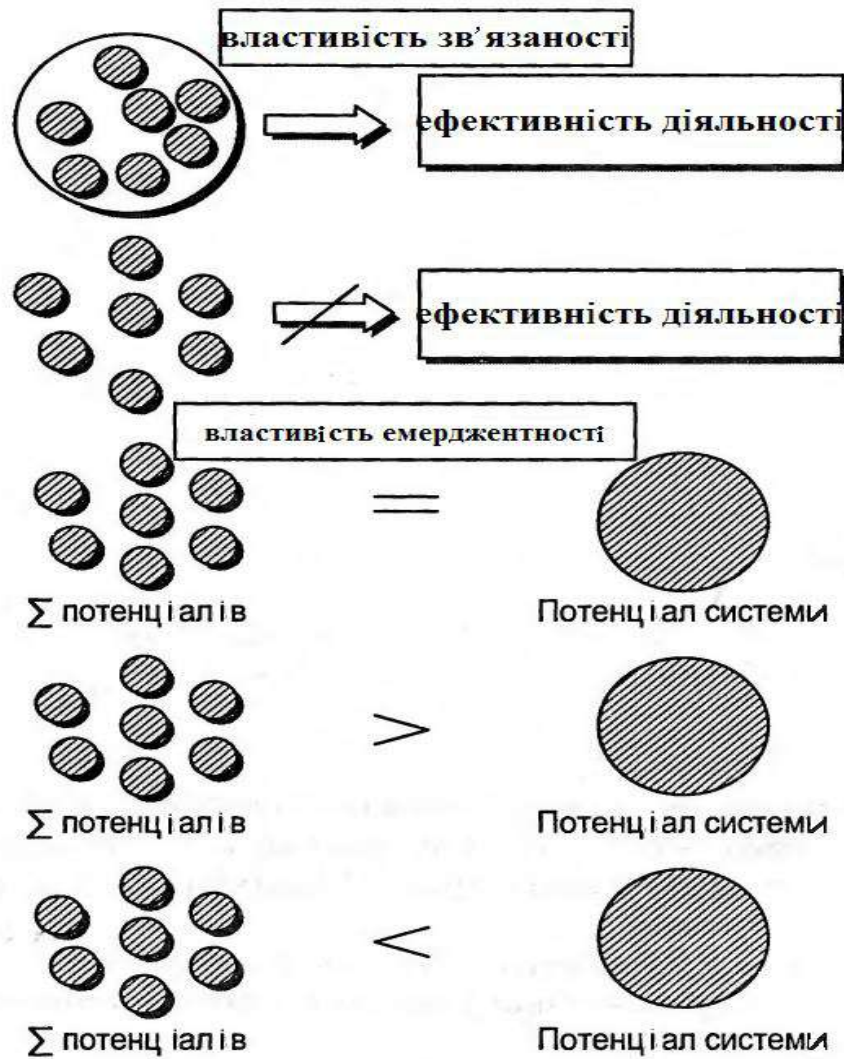 властивість зв’язаності
ефективність діяльності
ефективність діяльності
властивість емерджентності
=
∑ потенціалів Потенціал системи
>
∑ потенціалів Потенціал системи
<
∑ потенціалів Потенціал системи